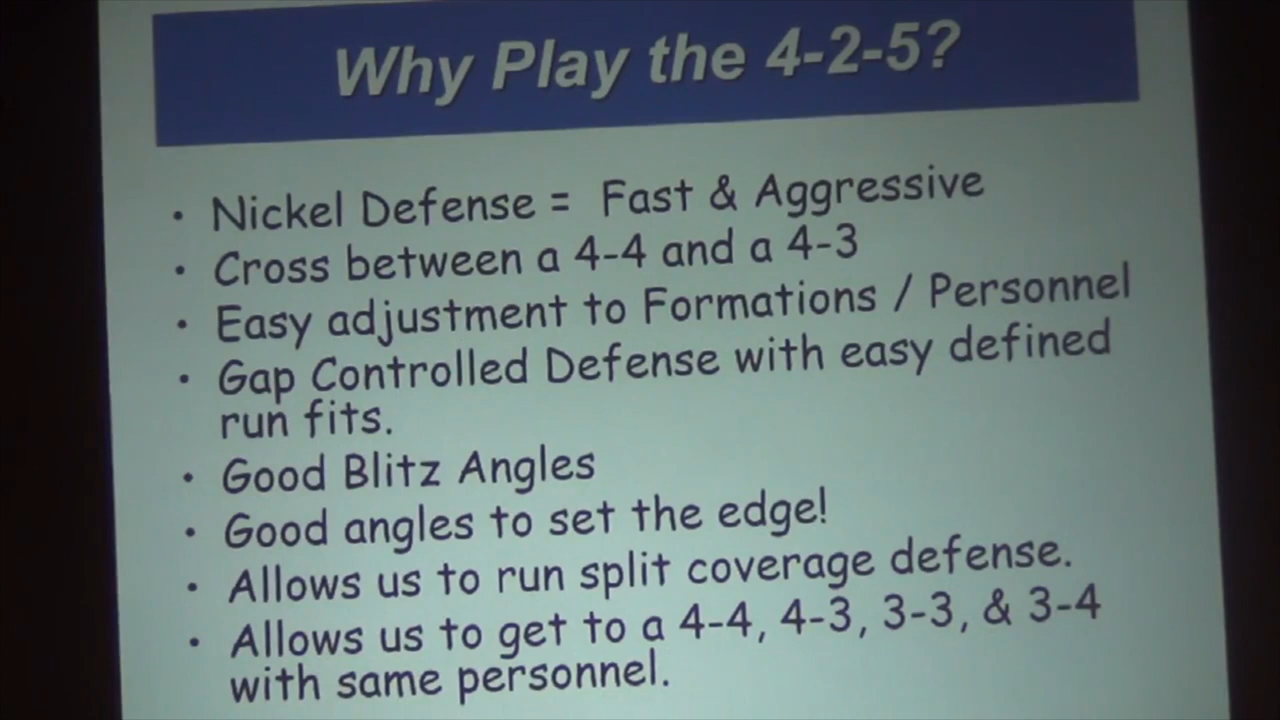 Why Play the 4-2-5?
• Nickel Defense = Fast & Aggressive
• Cross between a 4-4 and a 4-3
• Easy adjustment to Formations / Personnel
• Gap Controlled Defense with easy defined
run fits.
• Good Blitz Angles
• Good angles to set the edge!
• Allows us to run split coverage defense.
• Allows us to get to a 4-4, 4-3, 3-3, & 3-4
with same personnel.